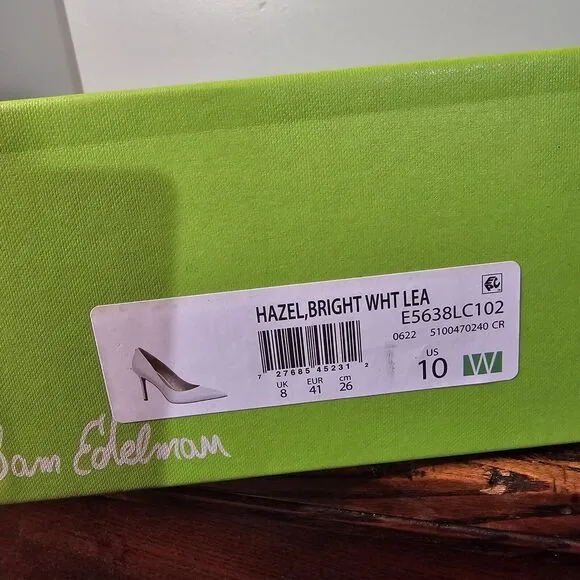 HAZEL,BRIGHT WHT LEA
E5638LC102
0622 5100470240 CR
7 27685 45231 2
UK EUR cm US
8 41 26 10 W
Sam Edelman